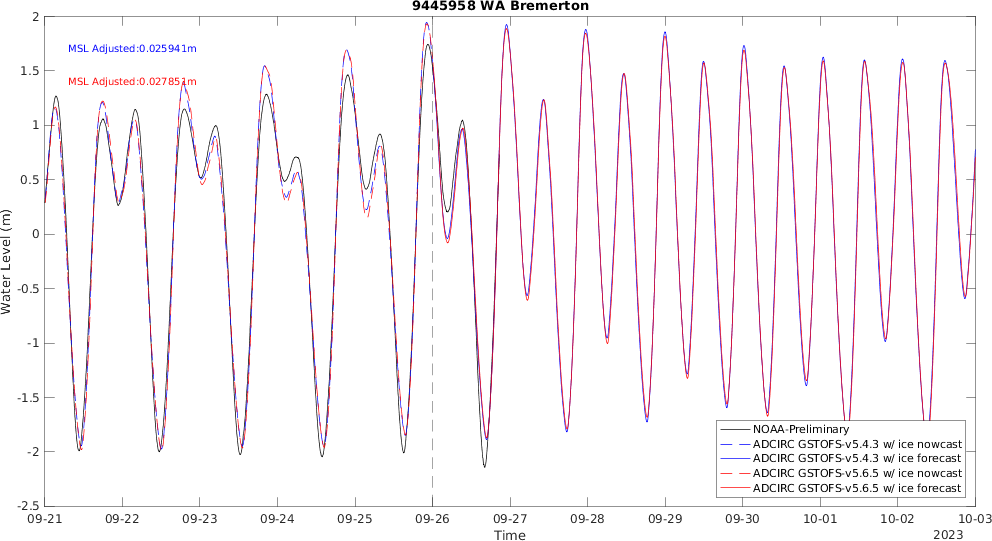 9445958 WA Bremerton
MSL Adjusted:0.025941m
MSL Adjusted:0.027851m
Water Level (m)
2
1.5
1
0.5
0
-0.5
-1
-1.5
-2
-2.5
NOAA-Preliminary
ADCIRC GSTOFS-v5.4.3 w/ ice nowcast
ADCIRC GSTOFS-v5.4.3 w/ ice forecast
ADCIRC GSTOFS-v5.6.5 w/ ice nowcast
ADCIRC GSTOFS-v5.6.5 w/ ice forecast
09-21 09-22 09-23 09-24 09-25 09-26 09-27 09-28 09-29 09-30 10-01 10-02 10-03
Time
2023